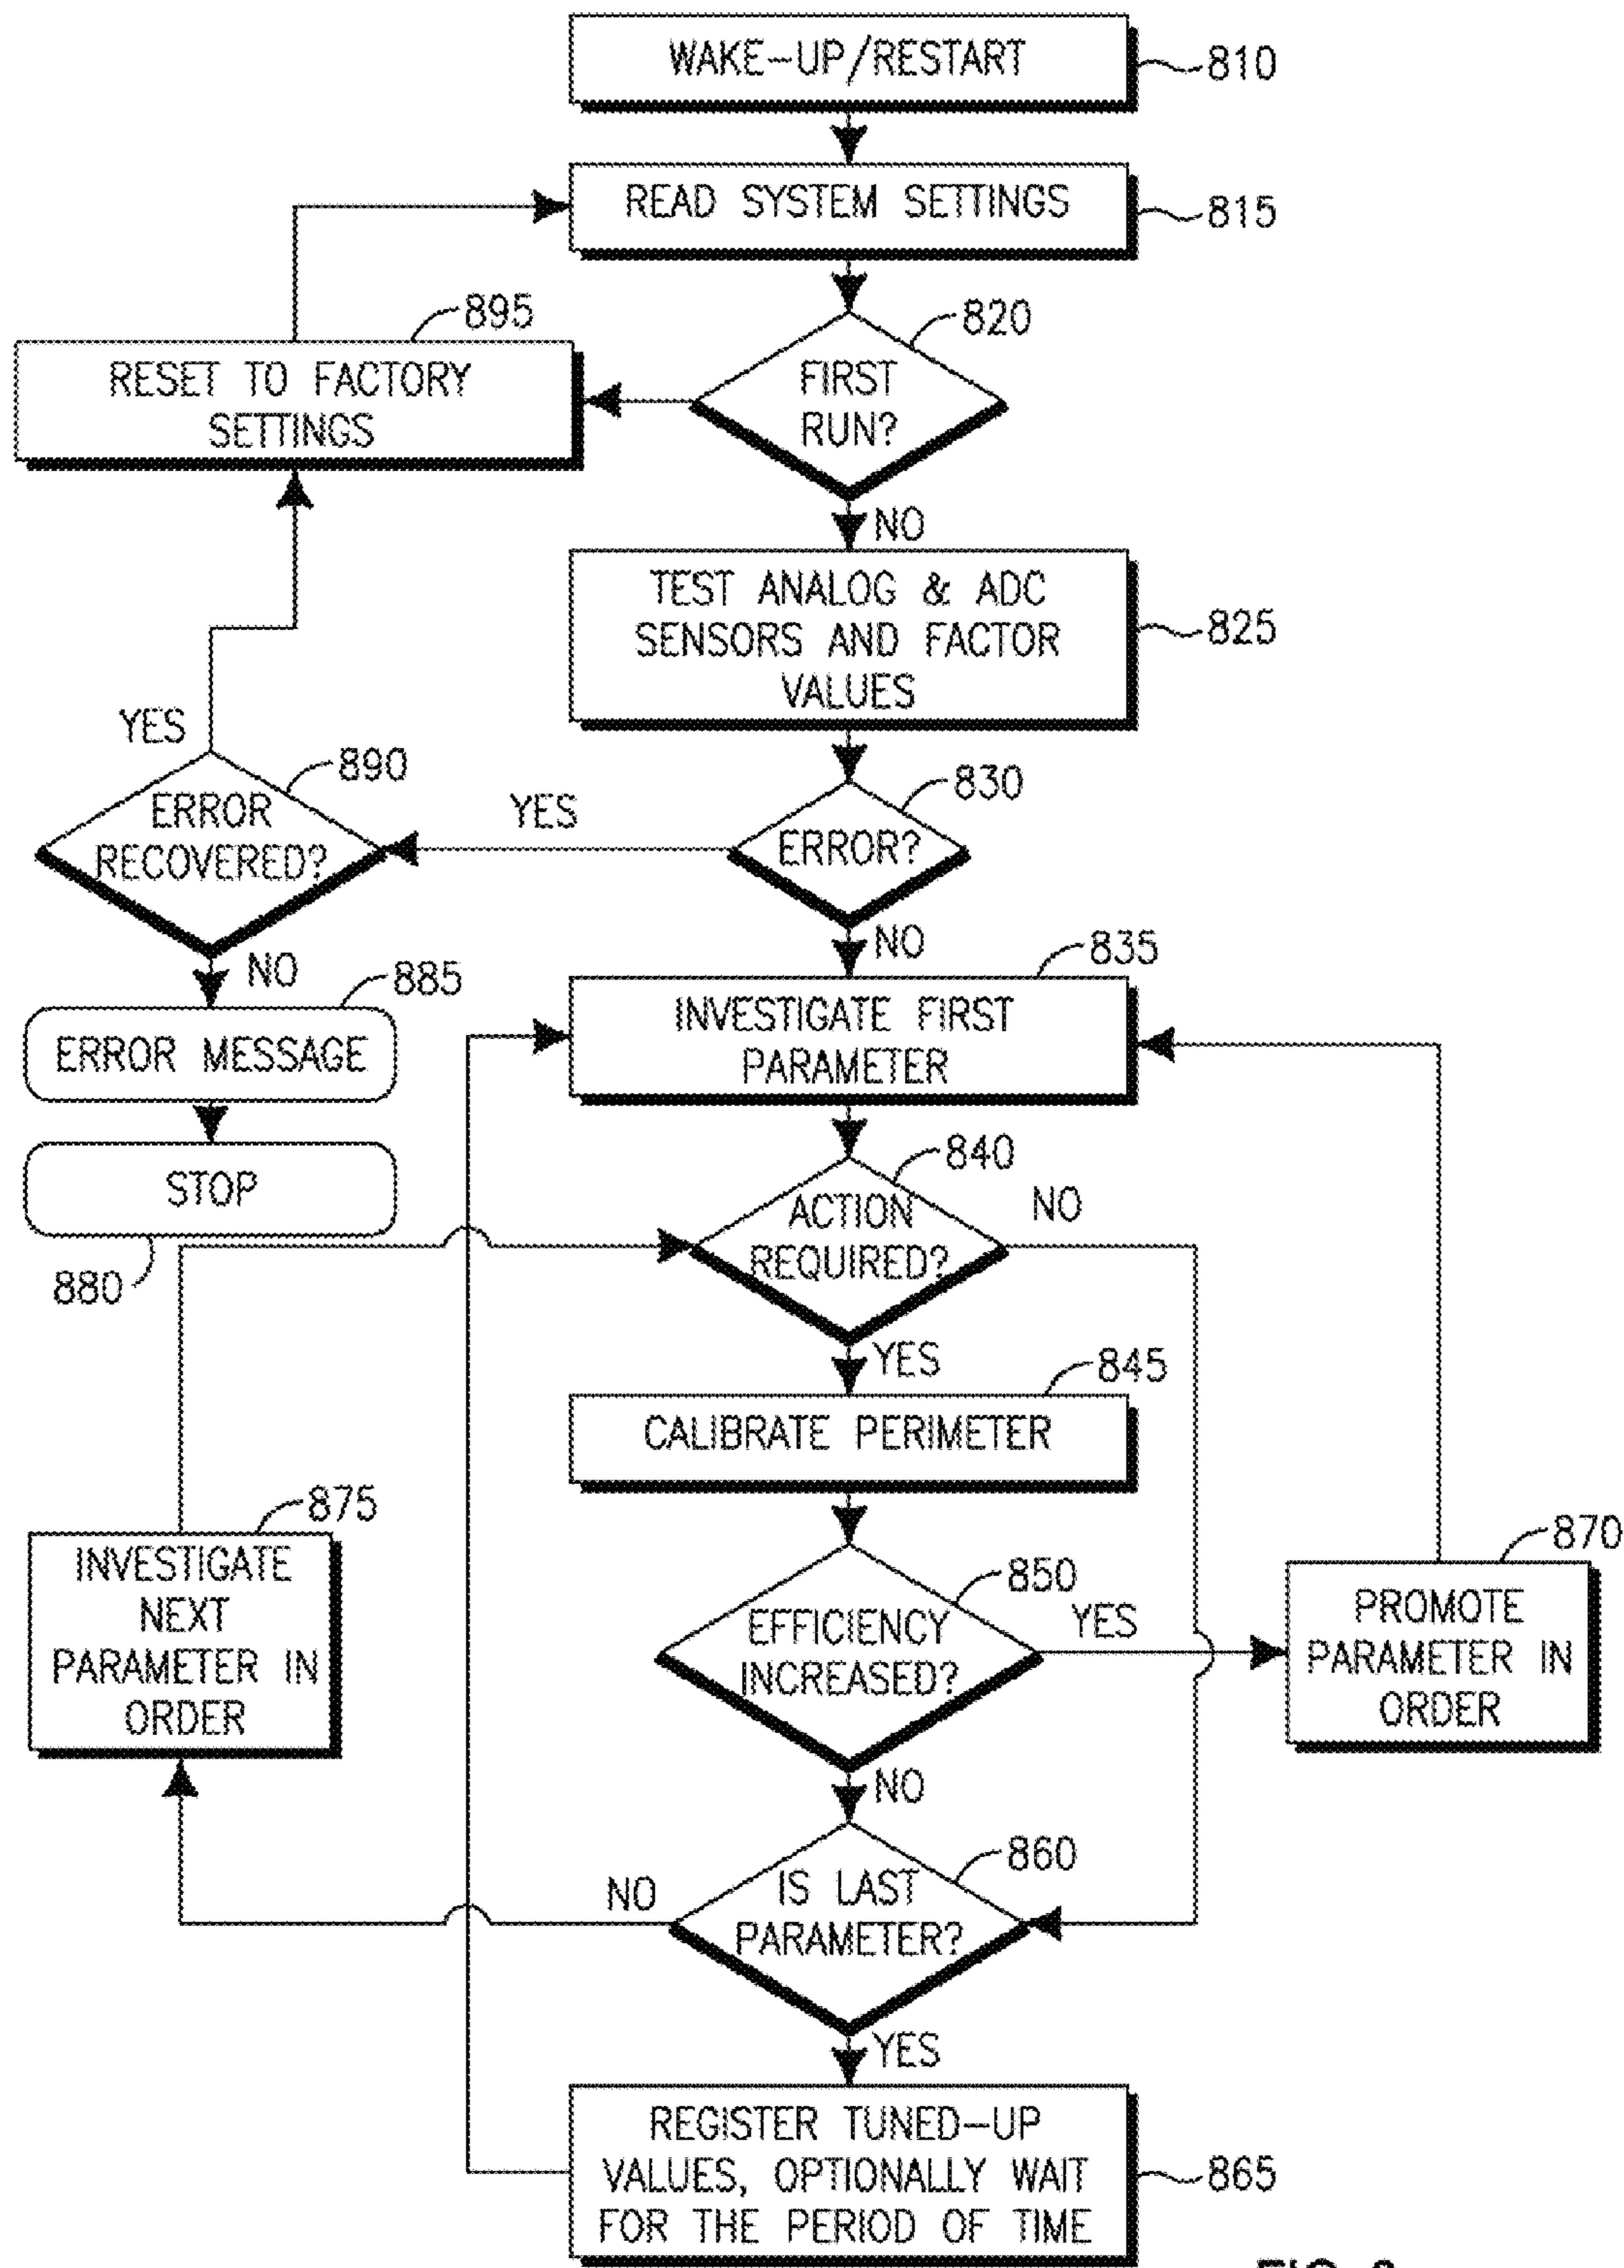 WAKE-UP/RESTART
810
READ SYSTEM SETTINGS
815
895
820
RESET TO FACTORY
SETTINGS
FIRST
RUN?
NO
TEST ANALOG & ADC
SENSORS AND FACTOR
VALUES
825
YES
890
ERROR
RECOVERED?
YES
830
ERROR?
NO
NO
835
885
ERROR MESSAGE
INVESTIGATE FIRST
PARAMETER
STOP
880
840
ACTION
REQUIRED?
NO
YES
845
CALIBRATE PERIMETER
875
INVESTIGATE
NEXT
PARAMETER IN
ORDER
850
EFFICIENCY
INCREASED?
YES
870
PROMOTE
PARAMETER IN
ORDER
NO
860
IS LAST
PARAMETER?
NO
YES
REGISTER TUNED-UP
VALUES, OPTIONALLY WAIT
FOR THE PERIOD OF TIME
865